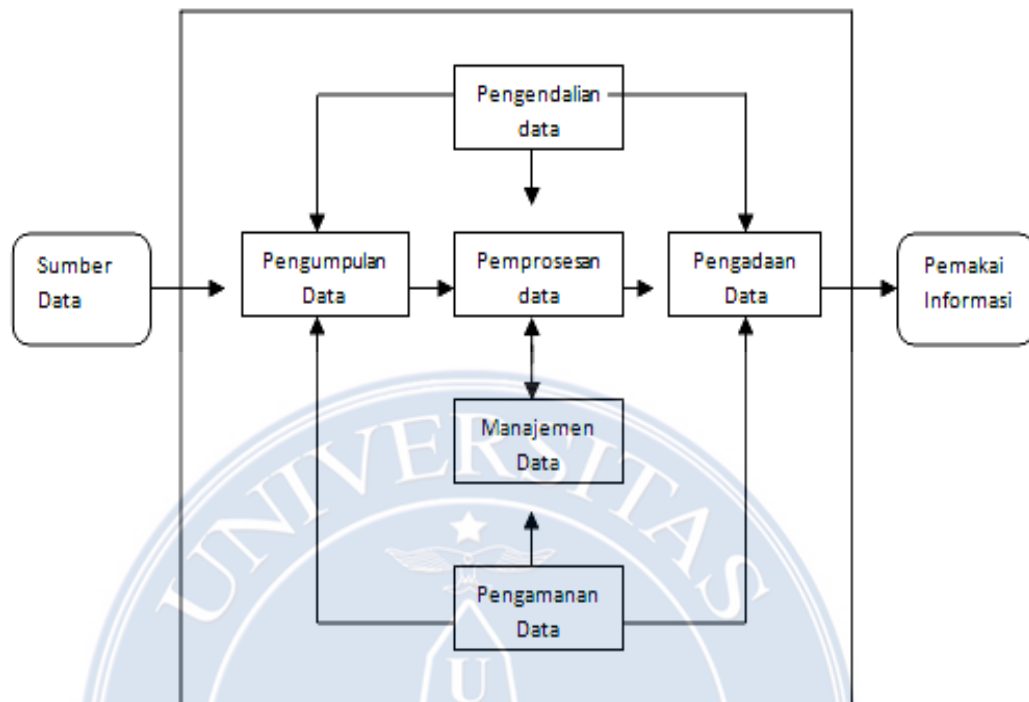 Pengendalian
data
Sumber
Data
Pengumpulan
Data
Pemprosesan
data
Pengadaan
Data
Pemakai
Informasi
Manajemen
Data
Pengamanan
Data
UNIVERSITAS
U